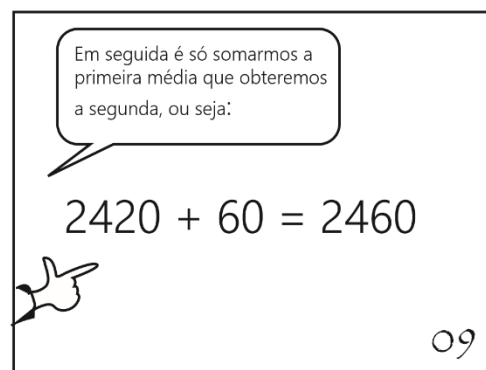 Em seguida é só somarmos a
primeira média que obteremos
a segunda, ou seja:
2420 + 60 = 2460
09